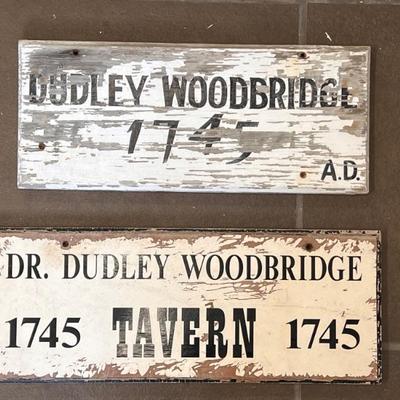 DUDLEY WOODBRIDGE
1745
A.D.
DR. DUDLEY WOODBRIDGE
1745 TAVERN 1745